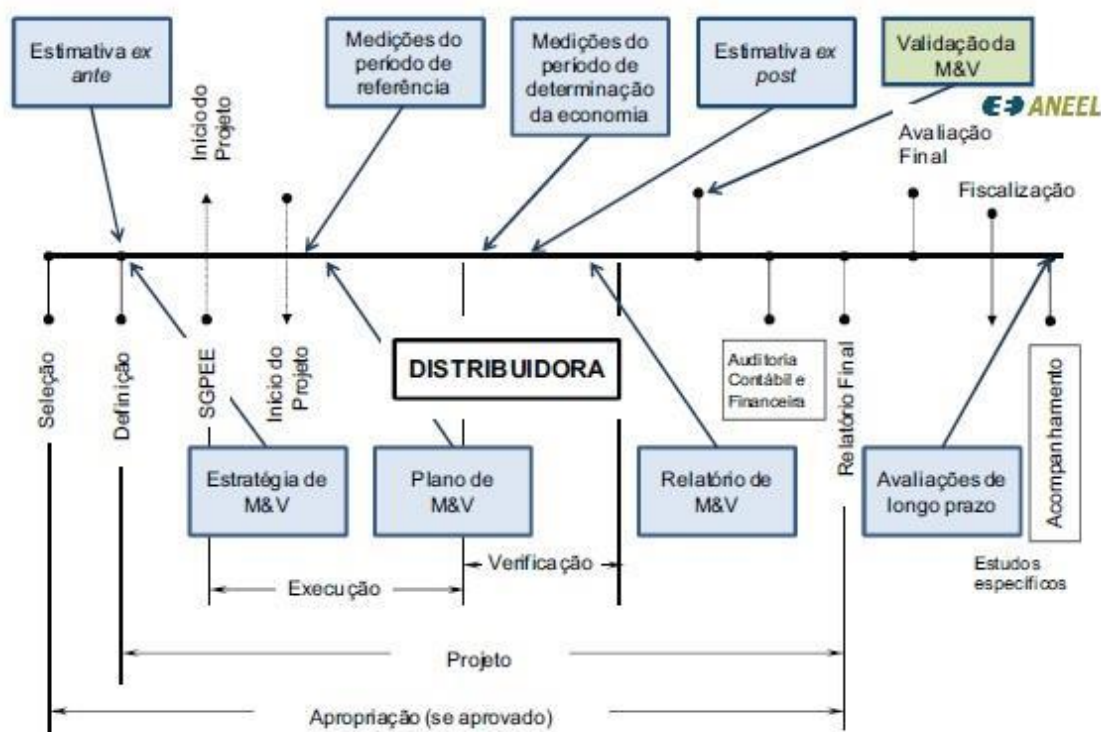 Estimativa ex
ante
Início do
Projeto
Medições do
período de
referência
Medições do
período de
determinação
da economia
Estimativa ex
post
Validação da
M&V
ANEEL
Avaliação
Final
Fiscalização
Seleção
Definição
SGPEE
Início do
Projeto
DISTRIBUIDORA
Auditoria
Contábil e
Financeira
Relatório Final
Acompanhamento
Estratégia de
M&V
Plano de
M&V
Relatório de
M&V
Avaliações de
longo prazo
Verificação
Execução
Estudos
específicos
Projeto
Apropriação (se aprovado)